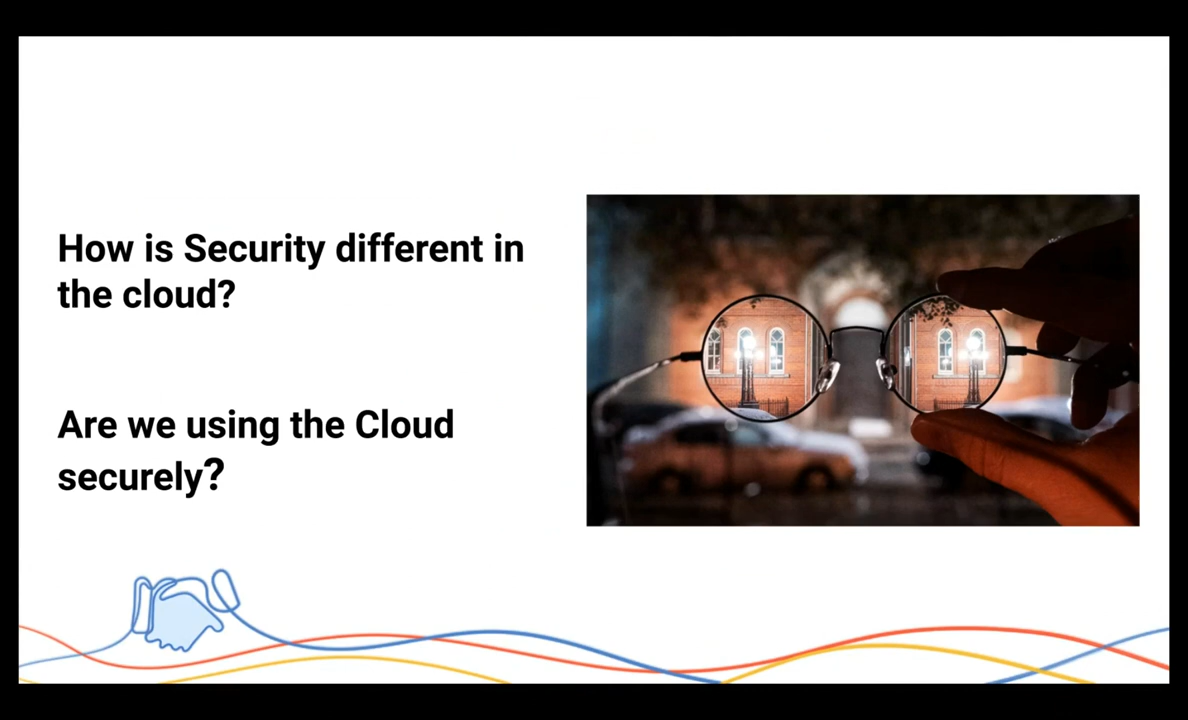 How is Security different in
the cloud?
Are we using the Cloud
securely?